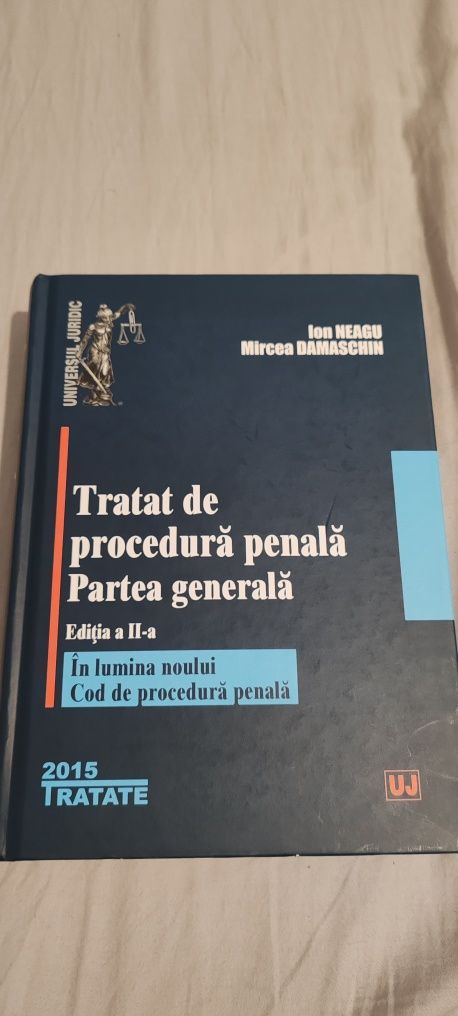 UNIVERSUL JURIDIC
Ion NEAGU
Mircea DAMASCHIN
Tratat de
procedură penală
Partea generală
Ediţia a II-a
În lumina noului
Cod de procedură penală
2015
TRATATE
UJ